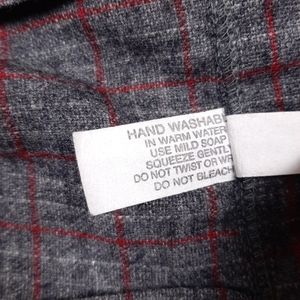 HAND WASHAB
IN WARM WATER
USE MILD SOAP
SQUEEZE GENTLY
DO NOT TWIST OR WR
DO NOT BLEACH